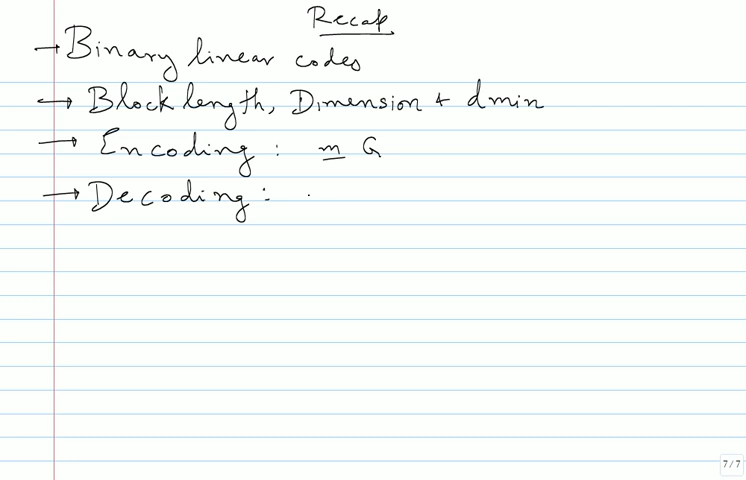 Recap
→ Binary linear codes
→ Block length, Dimension + dmin
→ Encoding : m G
→ Decoding :
7/7